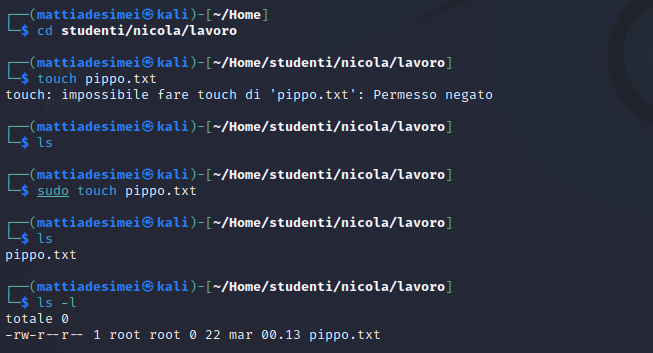 ┌──(mattiadesimei㉿kali)-[~/Home]
└─$ cd studenti/nicola/lavoro
┌──(mattiadesimei㉿kali)-[~/Home/studenti/nicola/lavoro]
└─$ touch pippo.txt
touch: impossibile fare touch di 'pippo.txt': Permesso negato
┌──(mattiadesimei㉿kali)-[~/Home/studenti/nicola/lavoro]
└─$ ls
┌──(mattiadesimei㉿kali)-[~/Home/studenti/nicola/lavoro]
└─$ sudo touch pippo.txt
┌──(mattiadesimei㉿kali)-[~/Home/studenti/nicola/lavoro]
└─$ ls
pippo.txt
┌──(mattiadesimei㉿kali)-[~/Home/studenti/nicola/lavoro]
└─$ ls -l
totale 0
-rw-r--r-- 1 root root 0 22 mar 00.13 pippo.txt